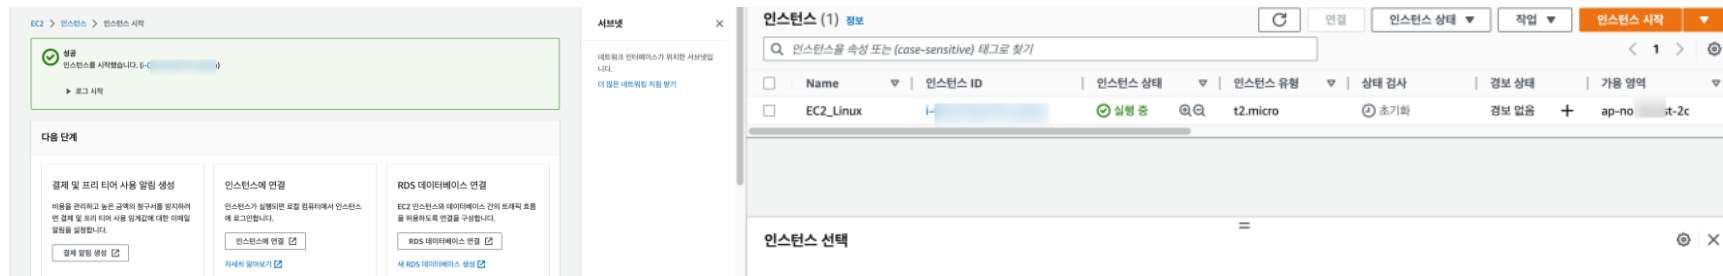 EC2 > 인스턴스 > 인스턴스 시작
성공
인스턴스를 시작했습니다. (i-0
▶ 로그 시작
다음 단계
결제 및 프리 티어 사용 알림 생성
비용을 관리하고 높은 금액의 청구서를 방지하려
면 결제 및 프리 티어 사용 임계값에 대한 이메일
알림을 설정합니다.
결제 알림 생성
인스턴스에 연결
인스턴스가 실행되면 로컬 컴퓨터에서 인스턴스
에 로그인합니다.
인스턴스에 연결
자세히 알아보기
RDS 데이터베이스 연결
EC2 인스턴스와 데이터베이스 간의 트래픽 흐름
을 허용하도록 연결을 구성합니다.
RDS 데이터베이스 연결
새 RDS 데이터베이스 생성
서브넷
네트워크 인터페이스가 위치한 서브넷입
니다.
더 많은 네트워킹 지침 받기
인스턴스 (1) 정보
연결 인스턴스 상태 ▼ 작업 ▼ 인스턴스 시작 ▼
인스턴스을 속성 또는 (case-sensitive) 태그로 찾기
< 1 >
Name 인스턴스 ID 인스턴스 상태 인스턴스 유형 상태 검사 경보 상태 가용 영역
EC2_Linux i- 실행 중 t2.micro 초기화 경보 없음 + ap-no st-2c
인스턴스 선택